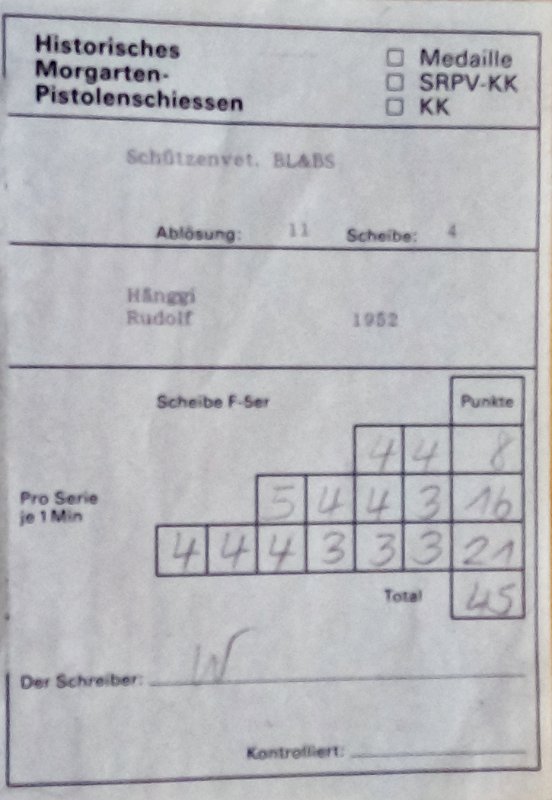 Historisches
Morgarten-
Pistolenschiessen
☐ Medaille
☐ SRPV-KK
☐ KK
Schützenvet. BL&BS
Ablösung: 11 Scheibe: 4
Hänggi
Rudolf 1952
Scheibe F-5er Punkte
4 4 8
Pro Serie
je 1 Min
5 4 4 3 16
4 4 4 3 3 3 21
Total 45
Der Schreiber: W
Kontrolliert: